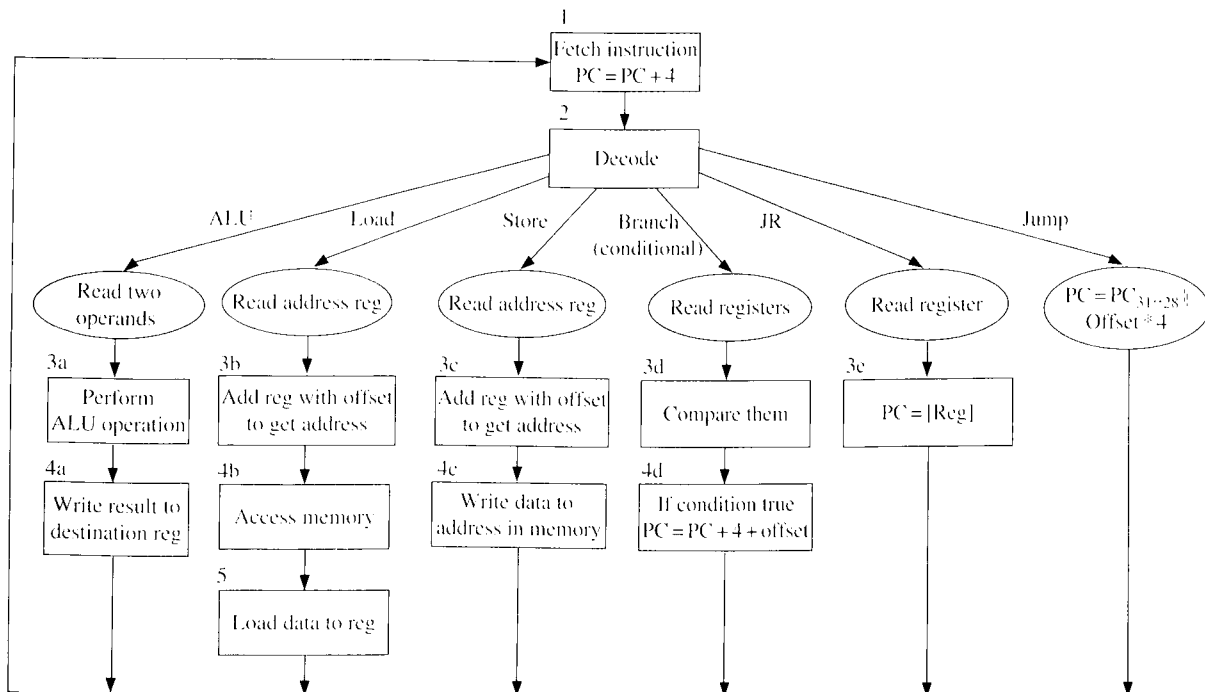 1
Fetch instruction
PC = PC + 4
2
Decode
ALU
Load
Store
Branch
(conditional)
JR
Jump
Read two
operands
Read address reg
Read address reg
Read registers
Read register
PC = PC31~28 ||
Offset * 4
3a
Perform
ALU operation
3b
Add reg with offset
to get address
3c
Add reg with offset
to get address
3d
Compare them
3e
PC = [Reg]
4a
Write result to
destination reg
4b
Access memory
4c
Write data to
address in memory
4d
If condition true
PC = PC + 4 + offset
5
Load data to reg